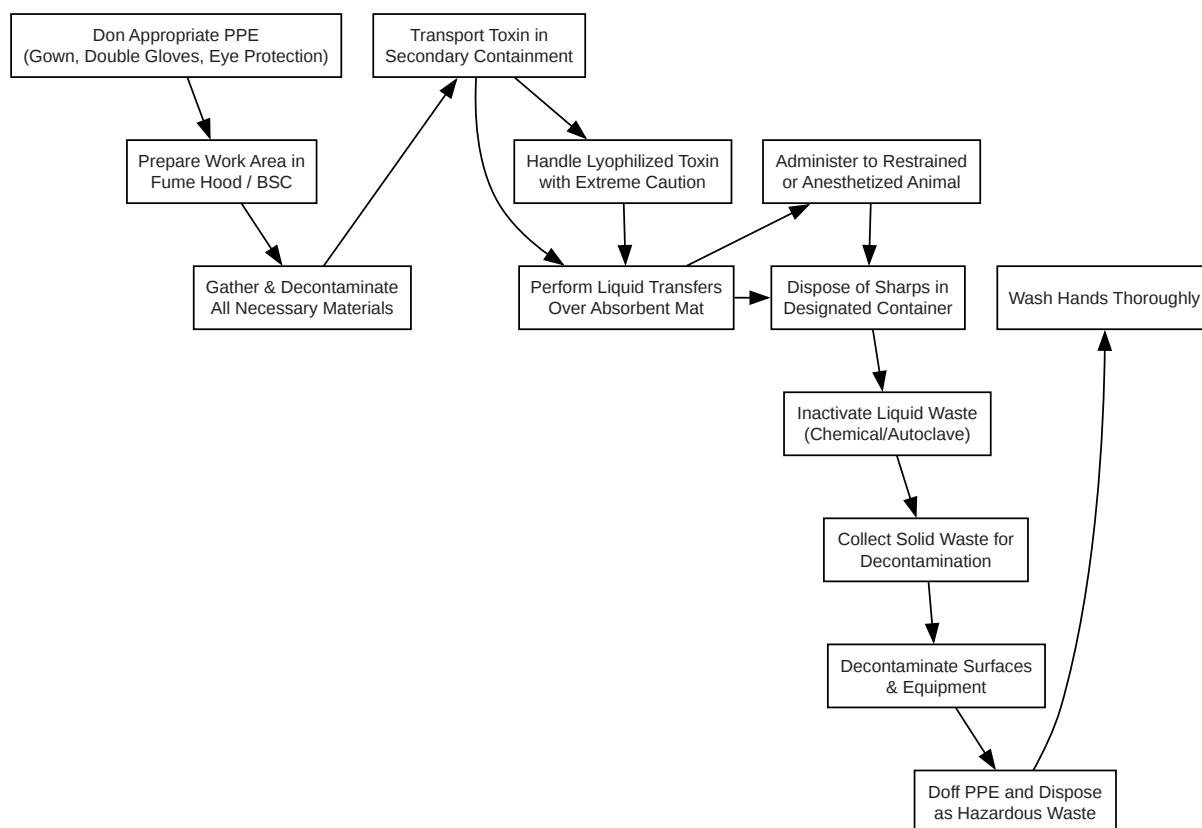 Don Appropriate PPE
(Gown, Double Gloves, Eye Protection)
Transport Toxin in
Secondary Containment
Prepare Work Area in
Fume Hood / BSC
Handle Lyophilized Toxin
with Extreme Caution
Administer to Restrained
or Anesthetized Animal
Gather & Decontaminate
All Necessary Materials
Perform Liquid Transfers
Over Absorbent Mat
Dispose of Sharps in
Designated Container
Wash Hands Thoroughly
Inactivate Liquid Waste
(Chemical/Autoclave)
Collect Solid Waste for
Decontamination
Decontaminate Surfaces
& Equipment
Doff PPE and Dispose
as Hazardous Waste